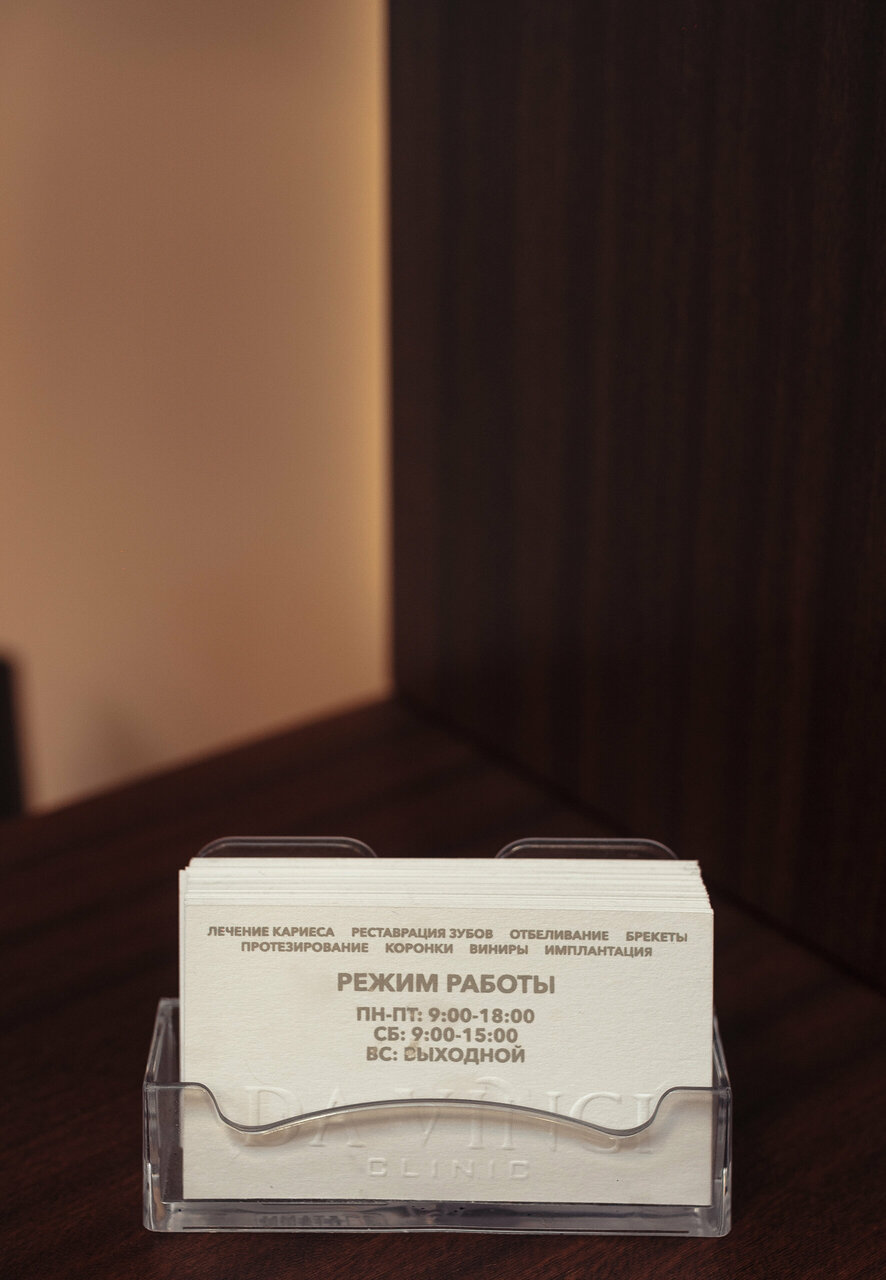 ЛЕЧЕНИЕ КАРИЕСА РЕСТАВРАЦИЯ ЗУБОВ ОТБЕЛИВАНИЕ БРЕКЕТЫ
ПРОТЕЗИРОВАНИЕ КОРОНКИ ВИНИРЫ ИМПЛАНТАЦИЯ
РЕЖИМ РАБОТЫ
ПН-ПТ: 9:00-18:00
СБ: 9:00-15:00
ВС: ВЫХОДНОЙ
DA VINCI
CLINIC